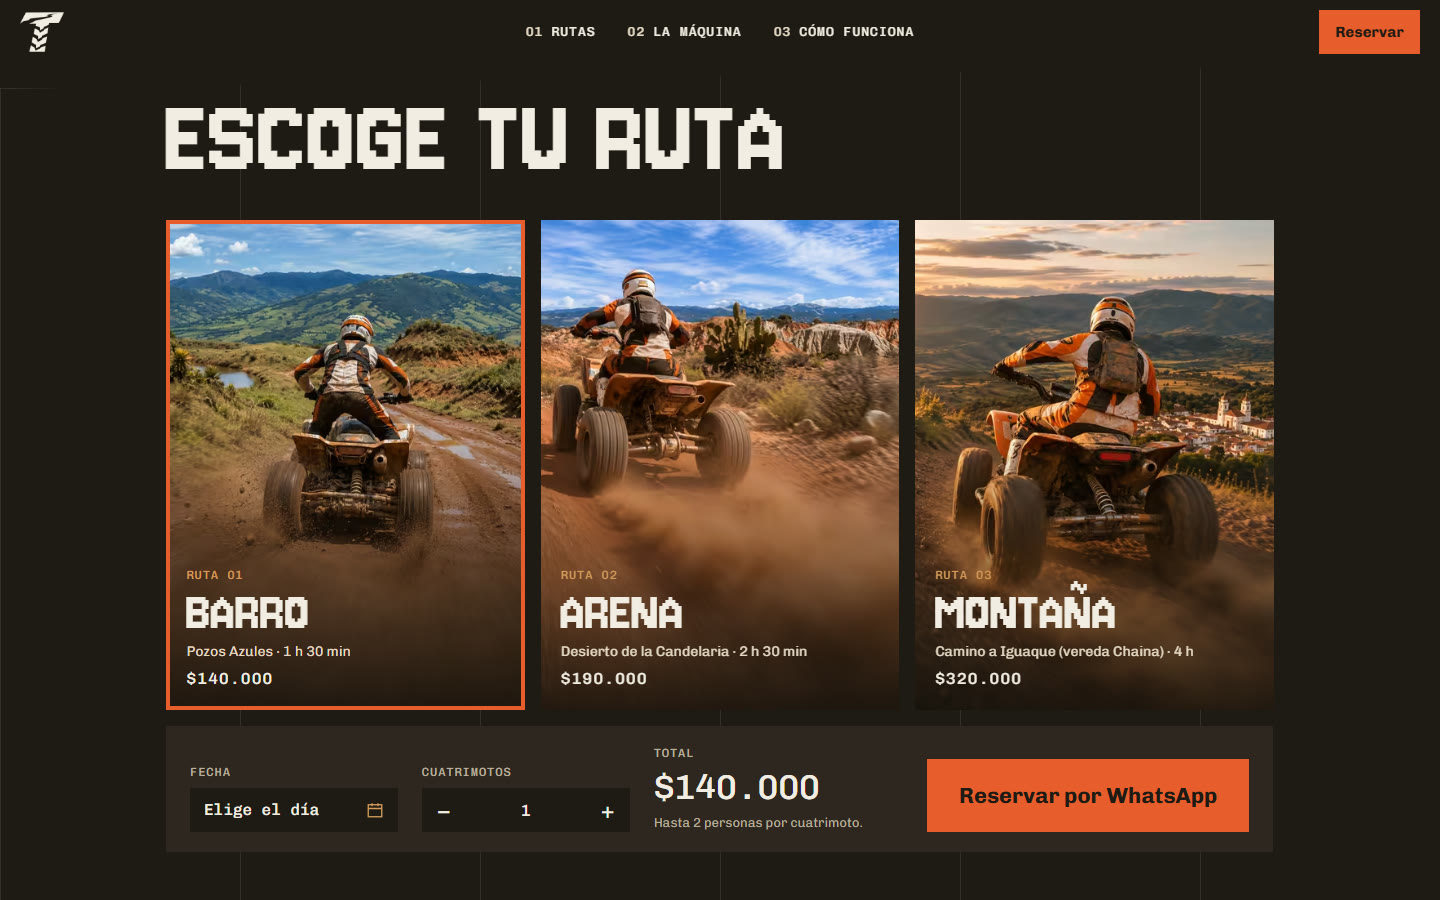 T
01 RUTAS
02 LA MÁQUINA
03 CÓMO FUNCIONA
Reservar
ESCOGE TU RUTA
RUTA 01
BARRO
Pozos Azules · 1 h 30 min
$140.000
RUTA 02
ARENA
Desierto de la Candelaria · 2 h 30 min
$190.000
RUTA 03
MONTAÑA
Camino a Iguaque (vereda Chaina) · 4 h
$320.000
FECHA
Elige el día
CUATRIMOTOS
− 1 +
TOTAL
$140.000
Hasta 2 personas por cuatrimoto.
Reservar por WhatsApp